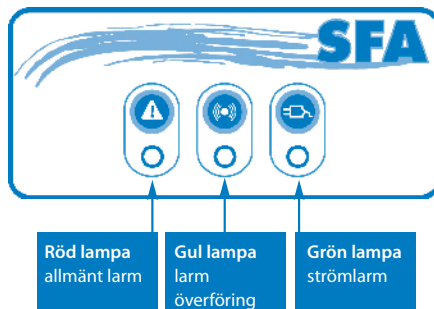 SFA
Röd lampa
allmänt larm
Gul lampa
larm
överföring
Grön lampa
strömlarm